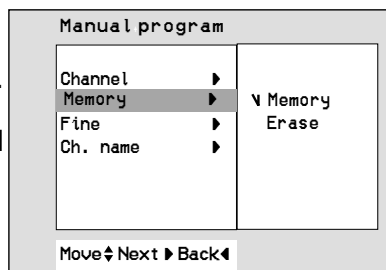 Manual program
Channel
Memory
Fine
Ch. name
Memory
Erase
Move Next Back